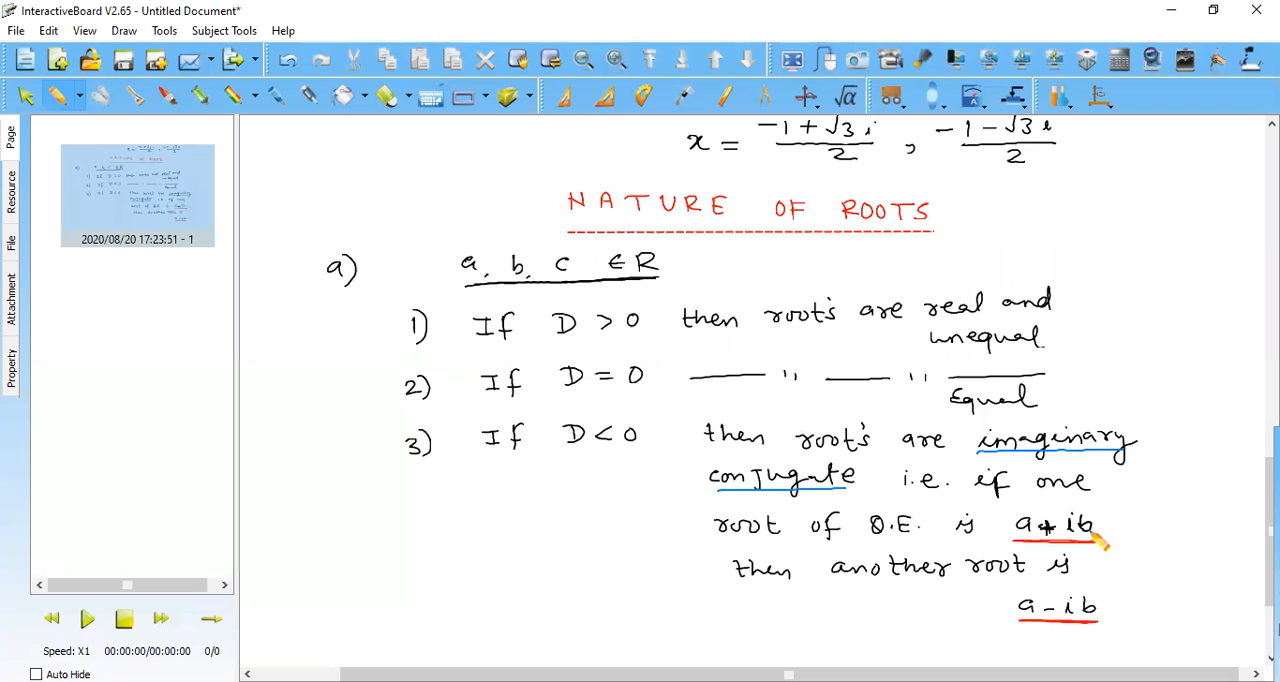 InteractiveBoard V2.65 - Untitled Document*
File Edit View Draw Tools Subject Tools Help
Page
Resource
File
Attachment
Property
2020/08/20 17:23:51 - 1
Speed: X1 00:00:00/00:00:00 0/0
Auto Hide
x = (-1+√3 i)/2 , (-1-√3 i)/2
NATURE OF ROOTS
a) a, b, c ∈ R
1) If D > 0 then root's are real and
unequal.
2) If D = 0 —— " —— " ——
Equal
3) If D < 0 then root's are imaginary
conjugate i.e. if one
root of Q.E. is a + ib
then another root is
a - ib